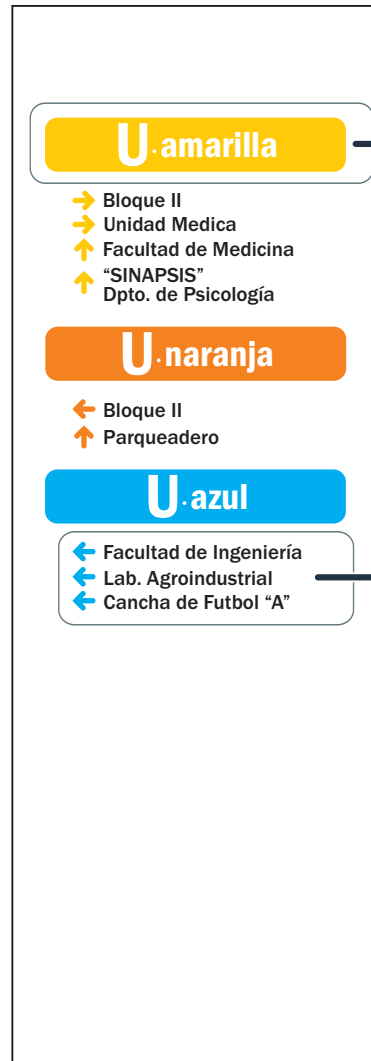 U.amarilla
Bloque II
Unidad Medica
Facultad de Medicina
“SINAPSIS”
Dpto. de Psicología
U.naranja
Bloque II
Parqueadero
U.azul
Facultad de Ingeniería
Lab. Agroindustrial
Cancha de Futbol “A”